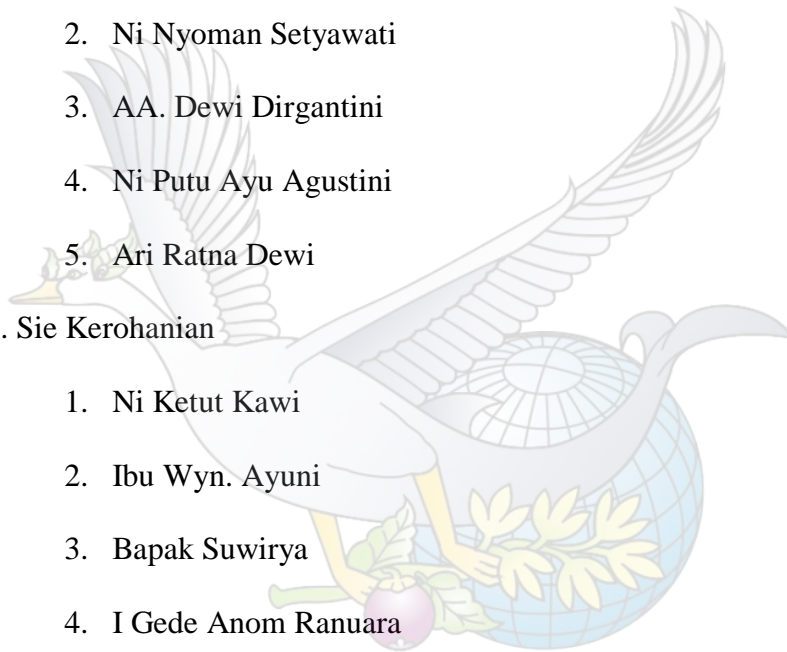 2. Ni Nyoman Setyawati
3. AA. Dewi Dirgantini
4. Ni Putu Ayu Agustini
5. Ari Ratna Dewi
. Sie Kerohanian
1. Ni Ketut Kawi
2. Ibu Wyn. Ayuni
3. Bapak Suwirya
4. I Gede Anom Ranuara